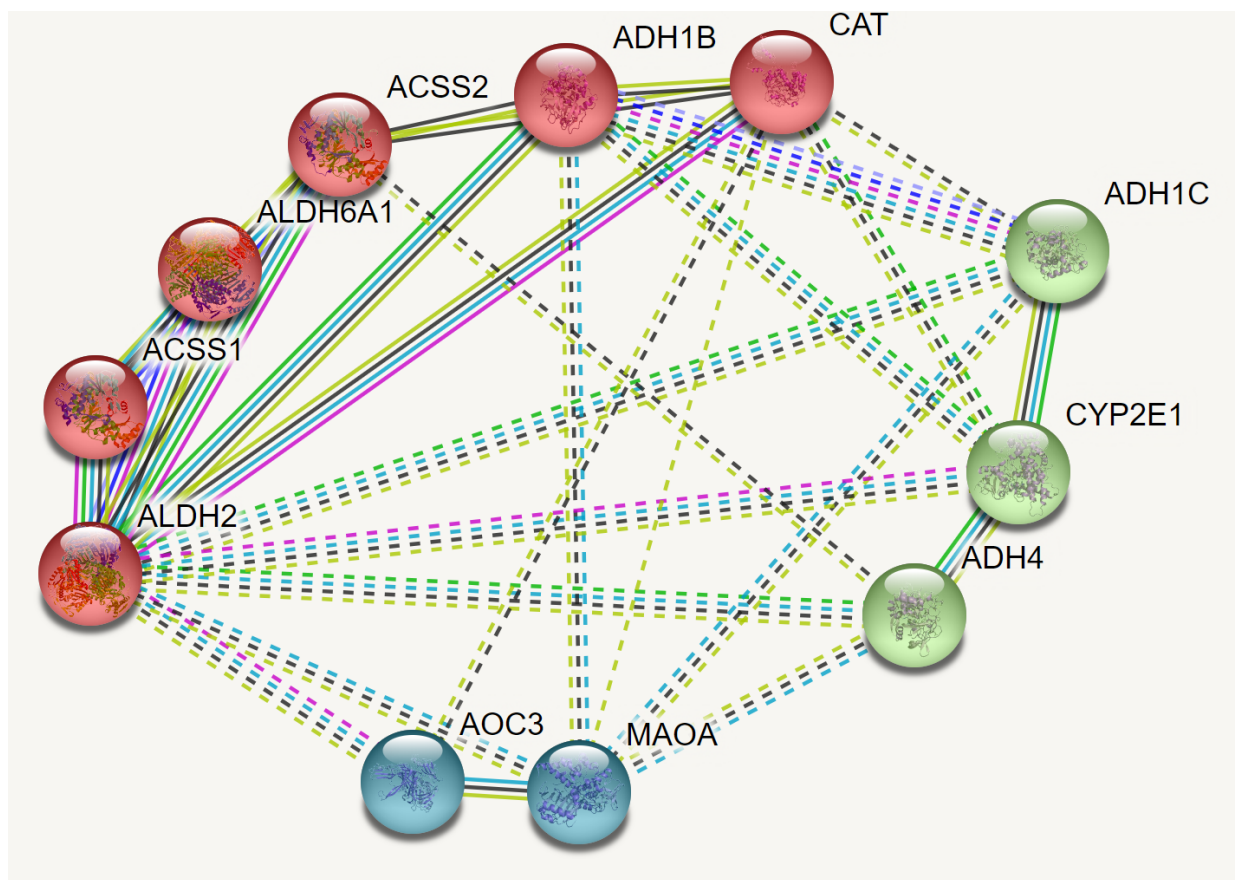 CAT
ADH1B
ACSS2
ADH1C
ALDH6A1
ACSS1
CYP2E1
ALDH2
ADH4
AOC3
MAOA